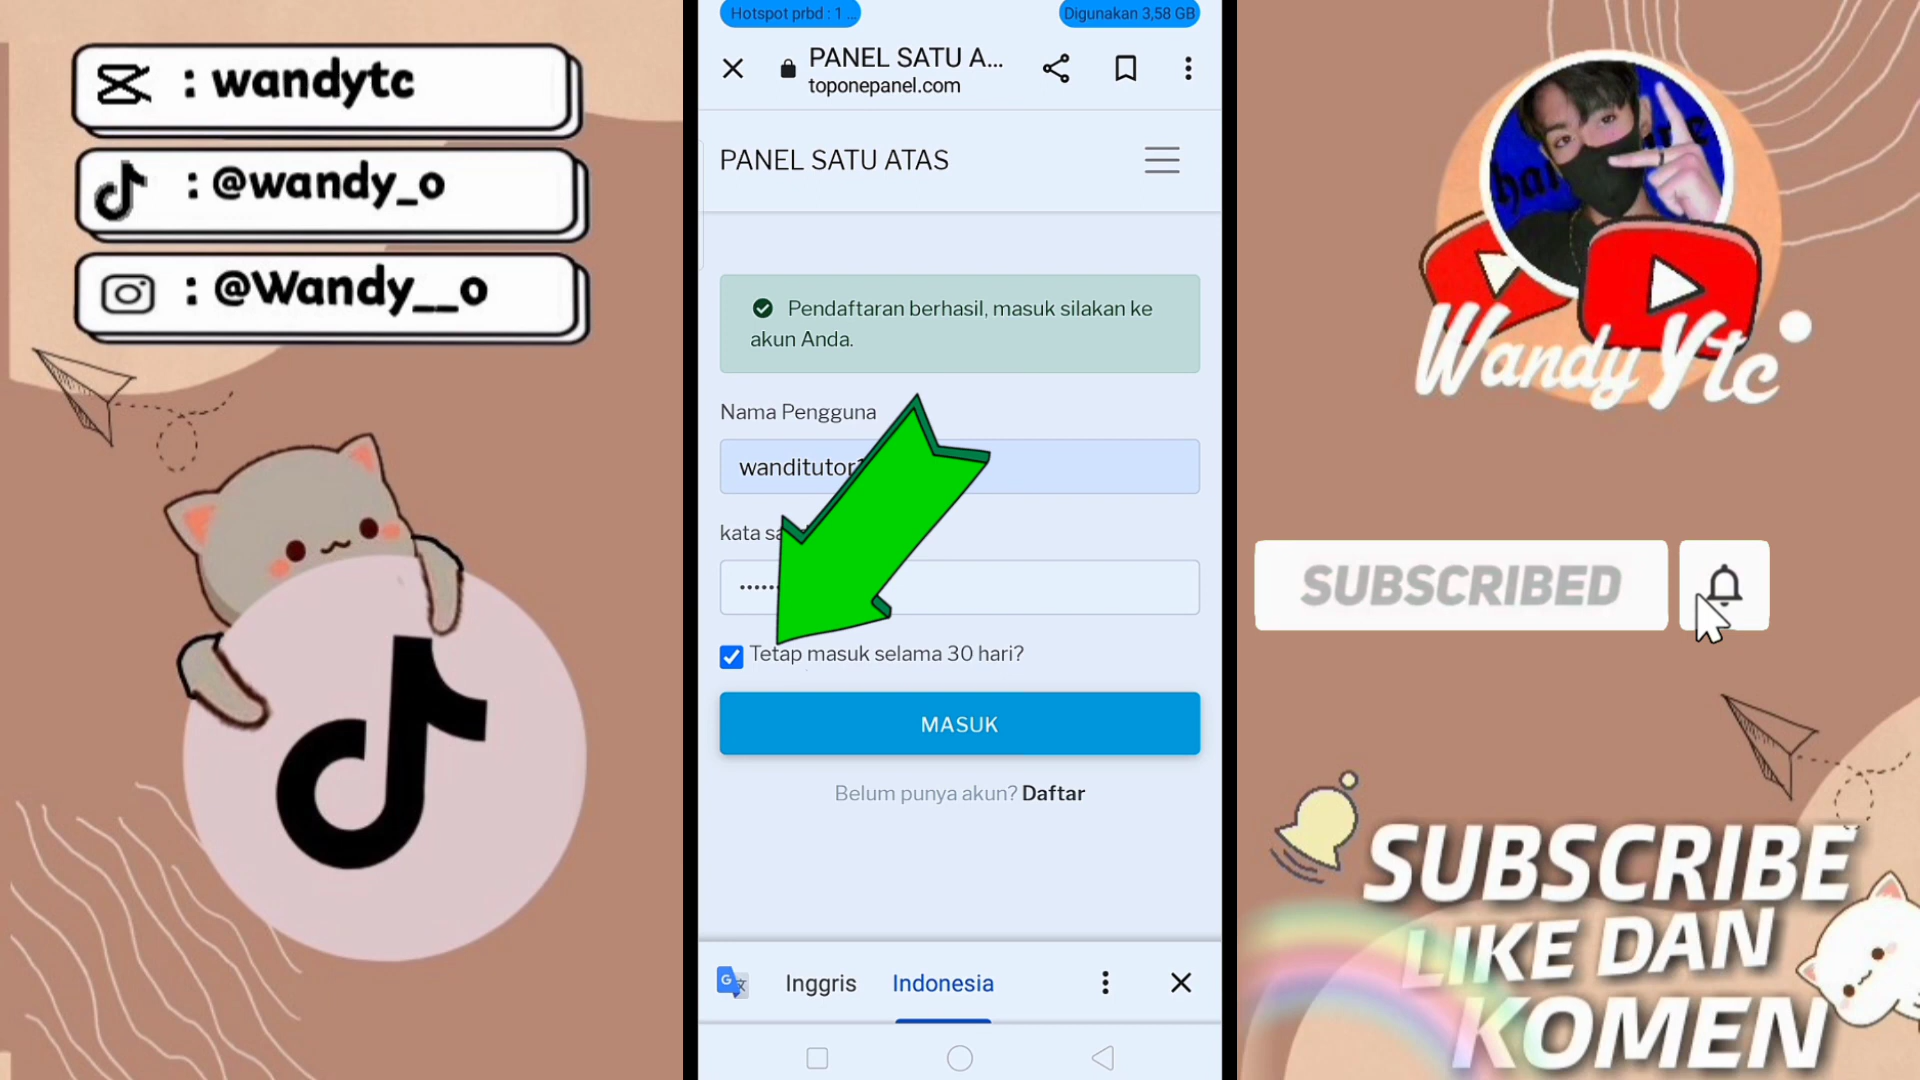 : wandytc
: @wandy_o
: @Wandy__o
Hotspot prbd : 1 ...
Digunakan 3,58 GB
PANEL SATU A...
toponepanel.com
PANEL SATU ATAS
Pendaftaran berhasil, masuk silakan ke
akun Anda.
Nama Pengguna
wanditutor
kata
Tetap masuk selama 30 hari?
MASUK
Belum punya akun? Daftar
Inggris
Indonesia
Wandy Ytc
SUBSCRIBED
SUBSCRIBE
LIKE DAN
KOMEN